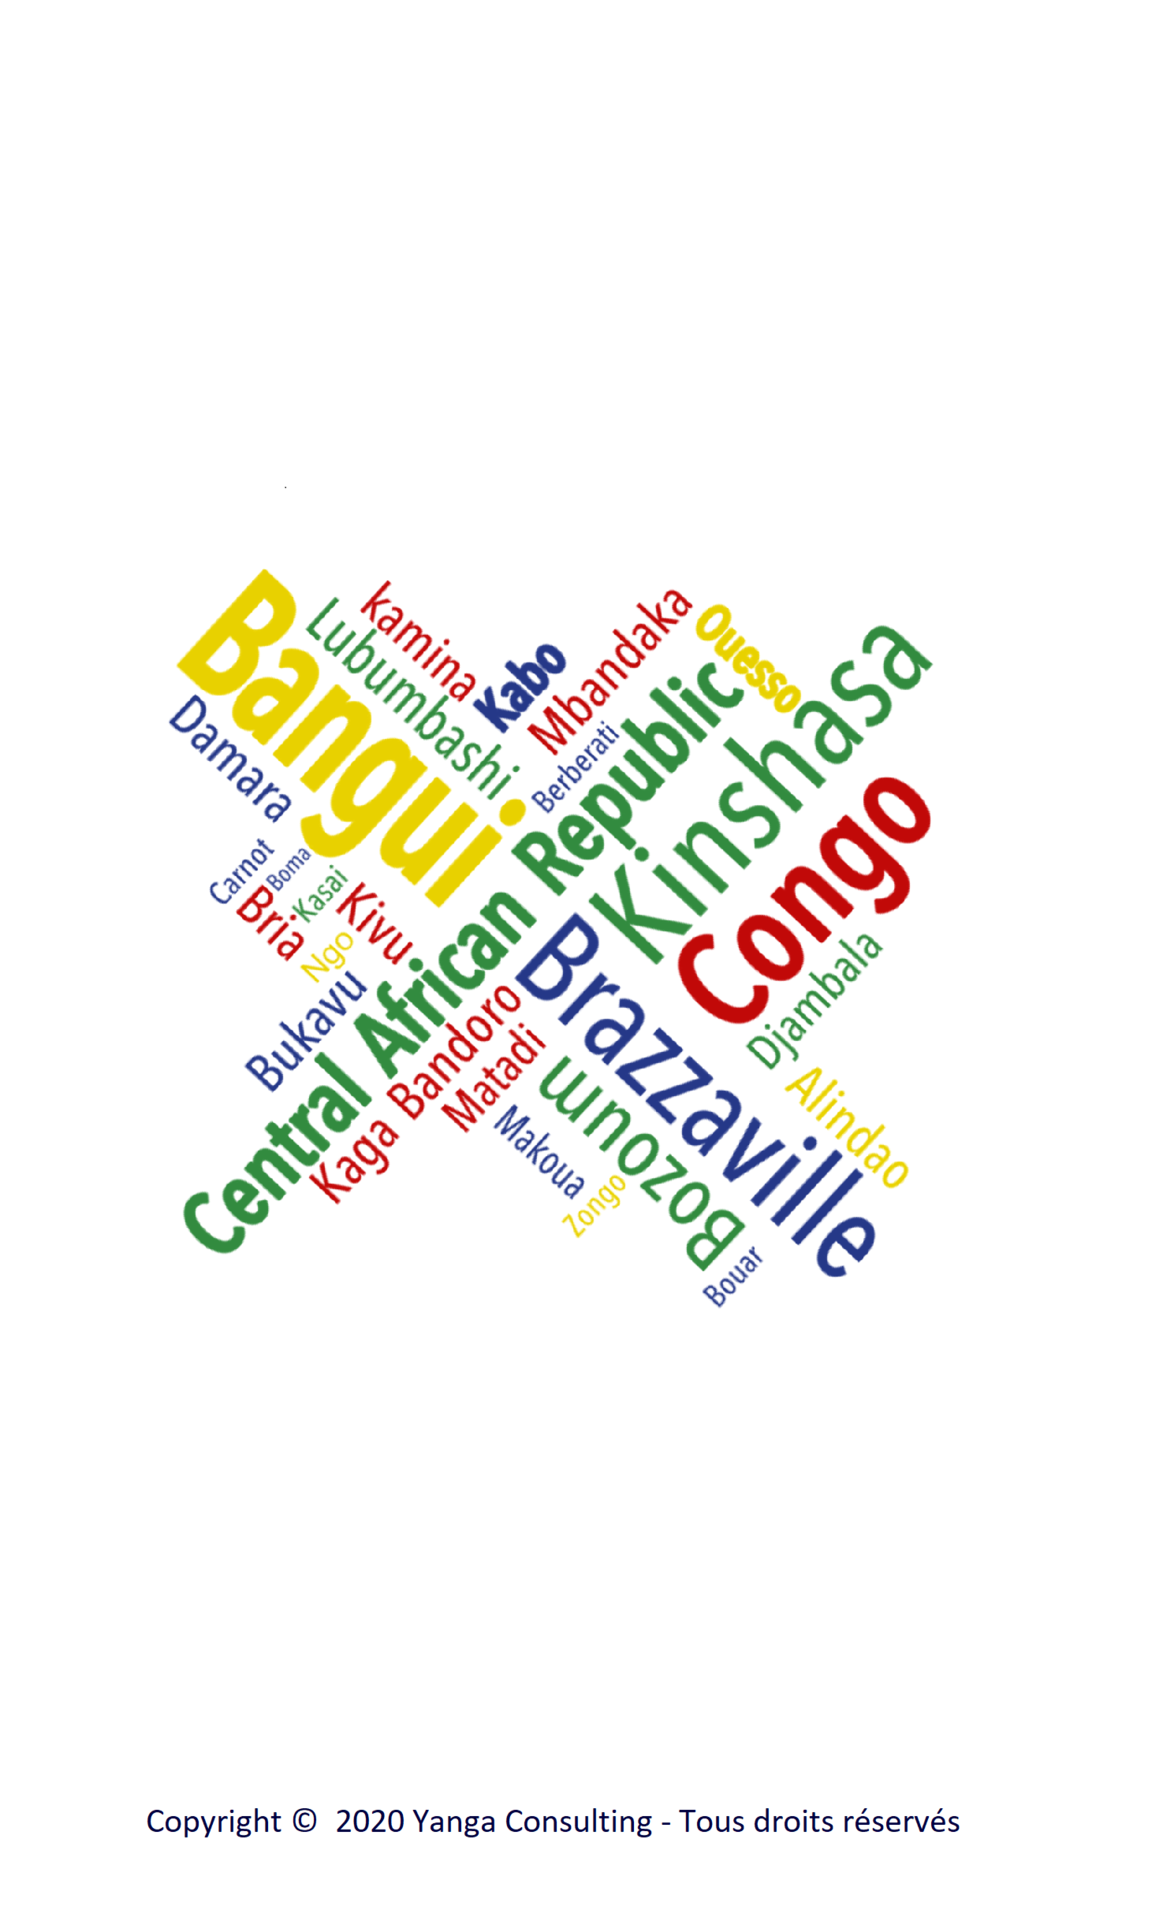 Bangui
Lubumbashi
kamina
Kabo
Mbandaka
Ouesso
Kinshasa
Damara
Berberati
Central African Republic
Congo
Carnot
Boma
Kasai
Bria
Kivu
Ngo
Brazzaville
Djambala
Bukavu
Kaga Bandoro
Matadi
Makoua
Bozoum
Alindao
Zongo
Bouar
Copyright © 2020 Yanga Consulting - Tous droits réservés